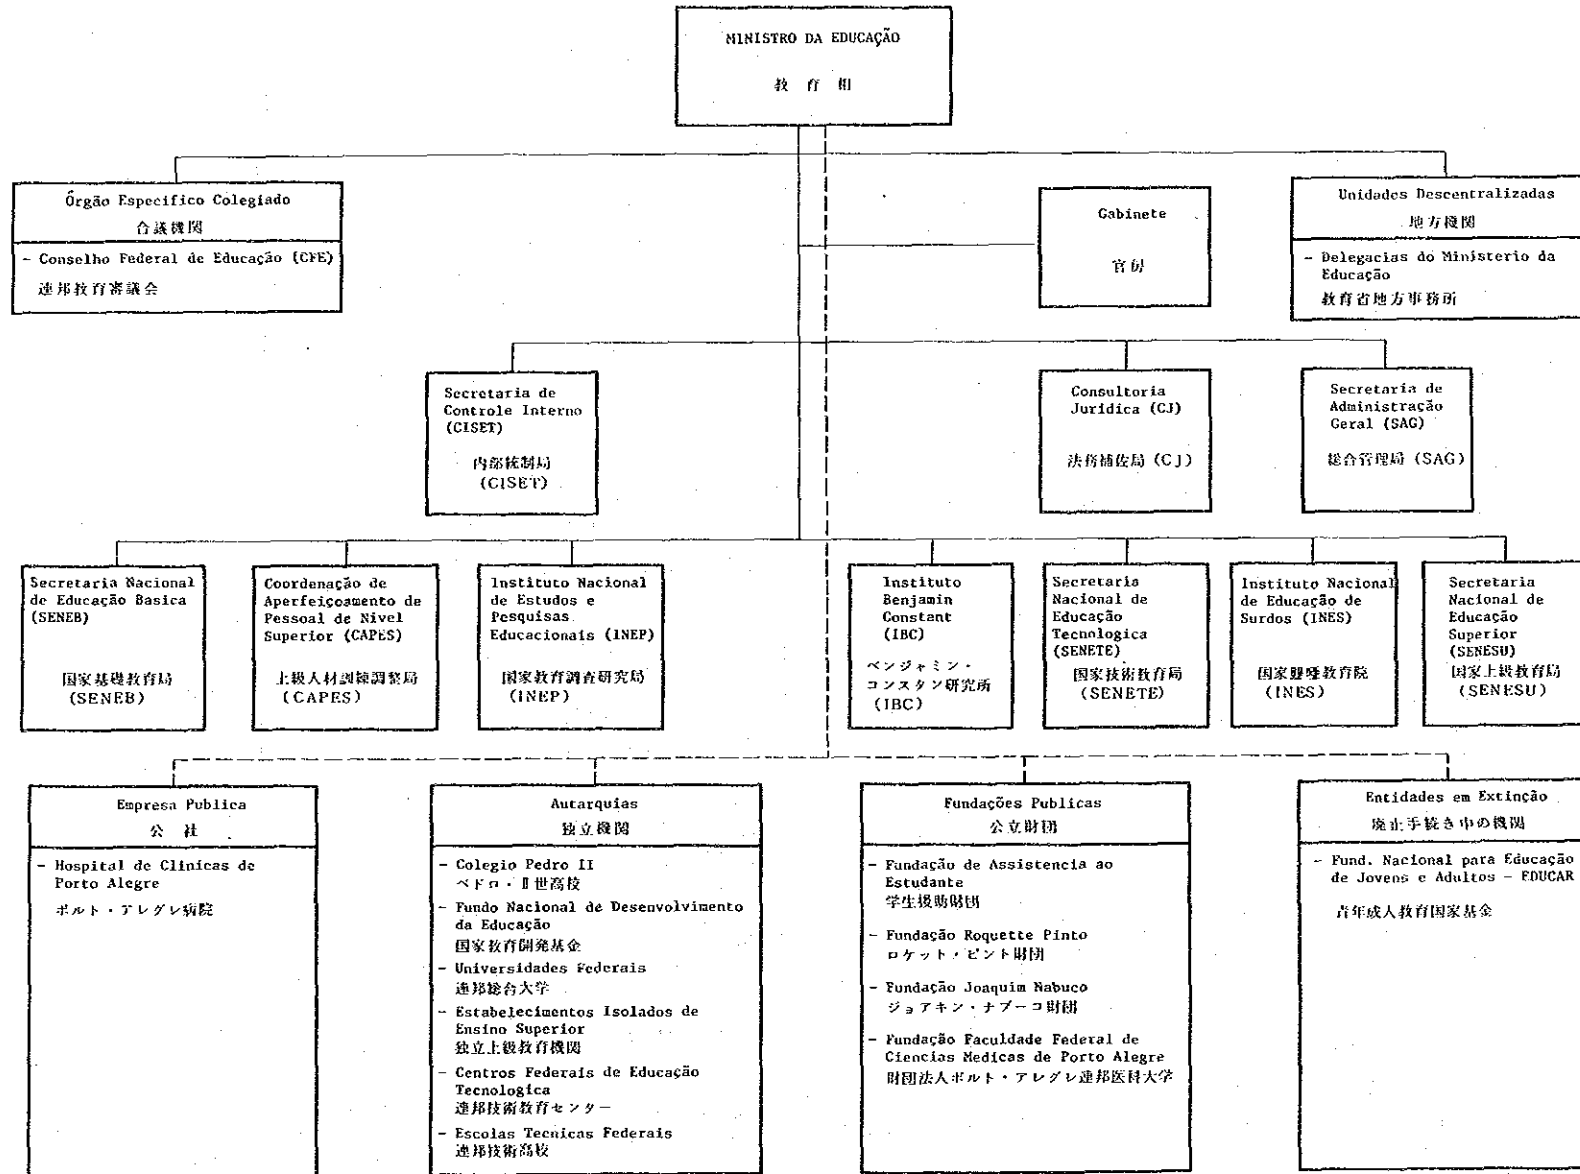 MINISTRO DA EDUCAÇÃO
教育相
Órgão Específico Colegiado
合議機関
- Conselho Federal de Educação (CFE)
連邦教育審議会
Gabinete
官房
Unidades Descentralizadas
地方機関
- Delegacias do Ministerio da
Educação
教育省地方事務所
Secretaria de
Controle Interno
(CISET)
内部統制局
(CISET)
Consultoria
Juridica (CJ)
法務補佐局 (CJ)
Secretaria de
Administração
Geral (SAG)
総合管理局 (SAG)
Secretaria Nacional
de Educação Basica
(SENEB)
国家基礎教育局
(SENEB)
Coordenação de
Aperfeiçoamento de
Pessoal de Nivel
Superior (CAPES)
上級人材訓練調整局
(CAPES)
Instituto Nacional
de Estudos e
Pesquisas
Educacionais (INEP)
国家教育調査研究局
(INEP)
Instituto
Benjamin
Constant
(IBC)
ベンジャミン・
コンスタン研究所
(IBC)
Secretaria
Nacional de
Educação
Tecnologica
(SENETE)
国家技術教育局
(SENETE)
Instituto Nacional
de Educação de
Surdos (INES)
国家聾唖教育院
(INES)
Secretaria
Nacional de
Educação
Superior
(SENESU)
国家上級教育局
(SENESU)
Empresa Publica
公社
- Hospital de Clinicas de
Porto Alegre
ポルト・アレグレ病院
Autarquias
独立機関
- Colegio Pedro II
ペドロ・Ⅱ世高校
- Fundo Nacional de Desenvolvimento
da Educação
国家教育開発基金
- Universidades Federais
連邦総合大学
- Estabelecimentos Isolados de
Ensino Superior
独立上級教育機関
- Centros Federais de Educação
Tecnologica
連邦技術教育センター
- Escolas Tecnicas Federais
連邦技術高校
Fundações Publicas
公立財団
- Fundação de Assistencia ao
Estudante
学生援助財団
- Fundação Roquette Pinto
ロケット・ピント財団
- Fundação Joaquim Nabuco
ジョアキン・ナブーコ財団
- Fundação Faculdade Federal de
Ciencias Medicas de Porto Alegre
財団法人ポルト・アレグレ連邦医科大学
Entidades em Extinção
廃止手続き中の機関
- Fund. Nacional para Educação
de Jovens e Adultos - EDUCAR
青年成人教育国家基金